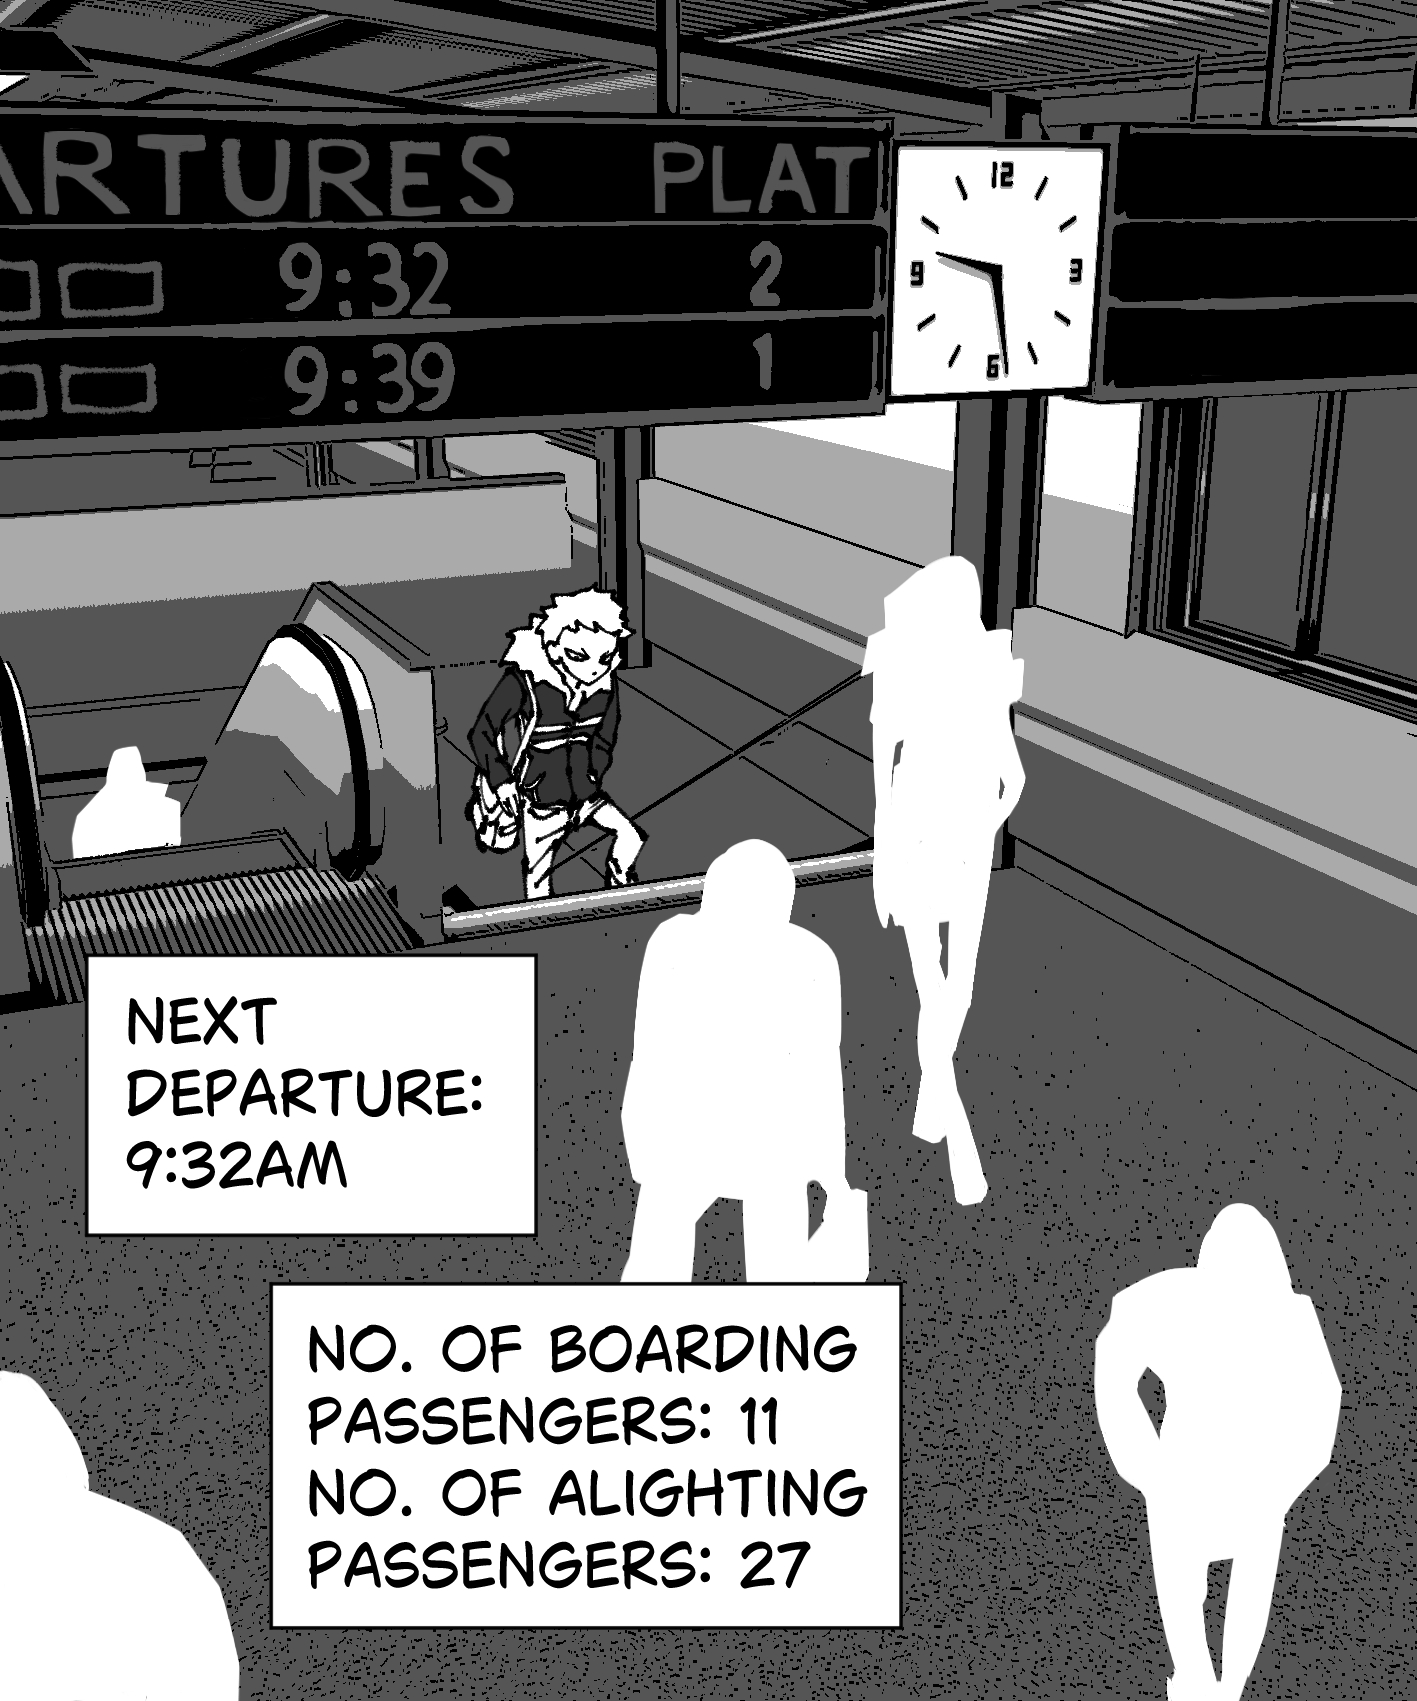 ARTURES PLAT
9:32 2
9:39 1
12
9 3
6
NEXT
DEPARTURE:
9:32AM
NO. OF BOARDING
PASSENGERS: 11
NO. OF ALIGHTING
PASSENGERS: 27